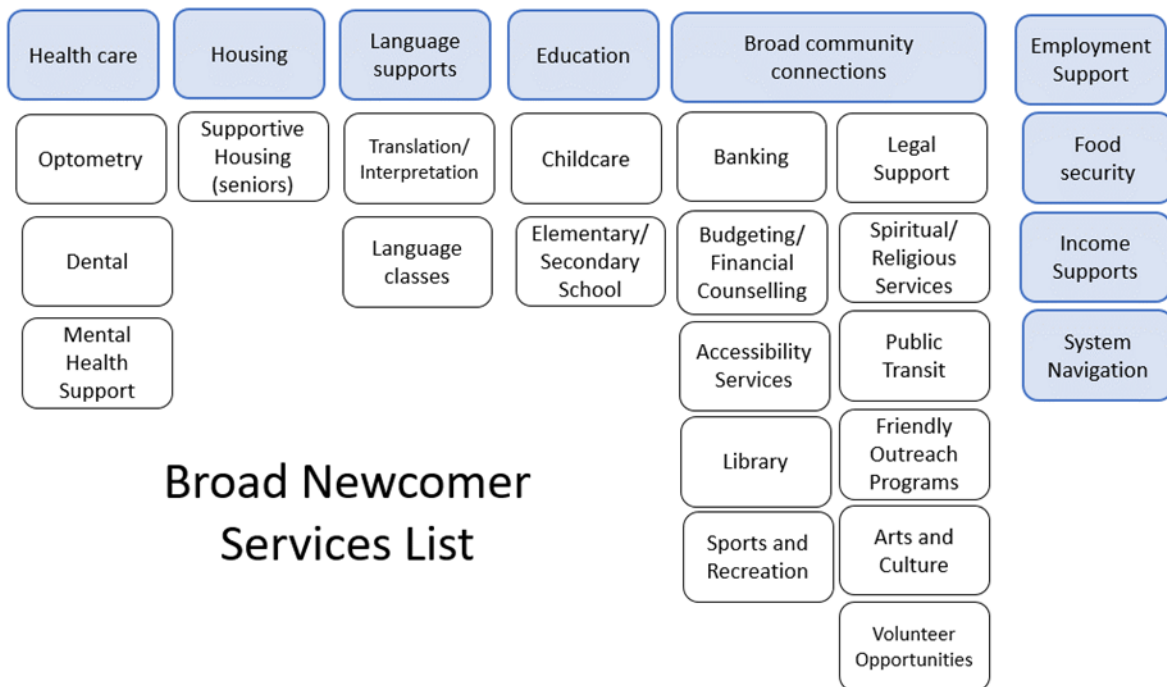 Health care
Housing
Language
supports
Education
Broad community
connections
Employment
Support
Optometry
Supportive
Housing
(seniors)
Translation/
Interpretation
Childcare
Banking
Legal
Support
Food
security
Dental
Language
classes
Elementary/
Secondary
School
Budgeting/
Financial
Counselling
Spiritual/
Religious
Services
Income
Supports
Mental
Health
Support
Accessibility
Services
Public
Transit
System
Navigation
Library
Friendly
Outreach
Programs
Sports and
Recreation
Arts and
Culture
Volunteer
Opportunities
Broad Newcomer
Services List